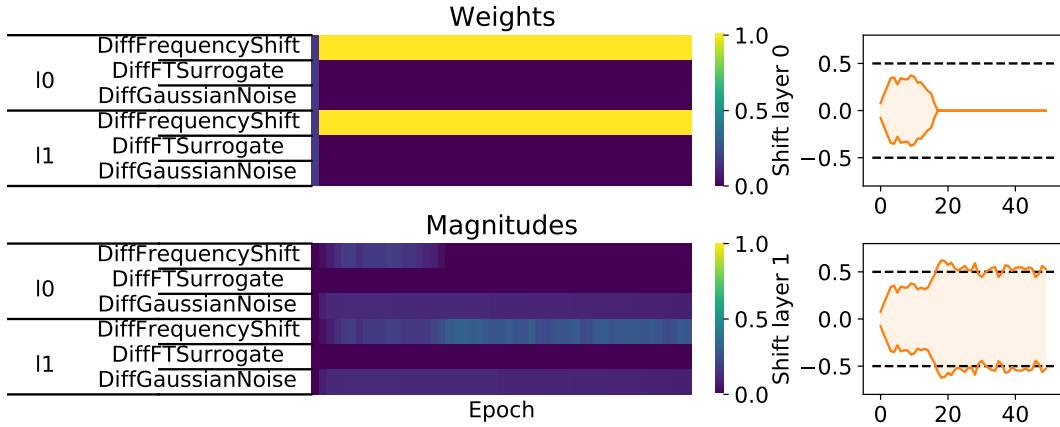 Weights
l0
DiffFrequencyShift
DiffFTSurrogate
DiffGaussianNoise
l1
DiffFrequencyShift
DiffFTSurrogate
DiffGaussianNoise
1.0
0.5
0.0
Shift layer 0
0.5
0.0
−0.5
0 20 40
Magnitudes
l0
DiffFrequencyShift
DiffFTSurrogate
DiffGaussianNoise
l1
DiffFrequencyShift
DiffFTSurrogate
DiffGaussianNoise
Epoch
1.0
0.5
0.0
Shift layer 1
0.5
0.0
−0.5
0 20 40